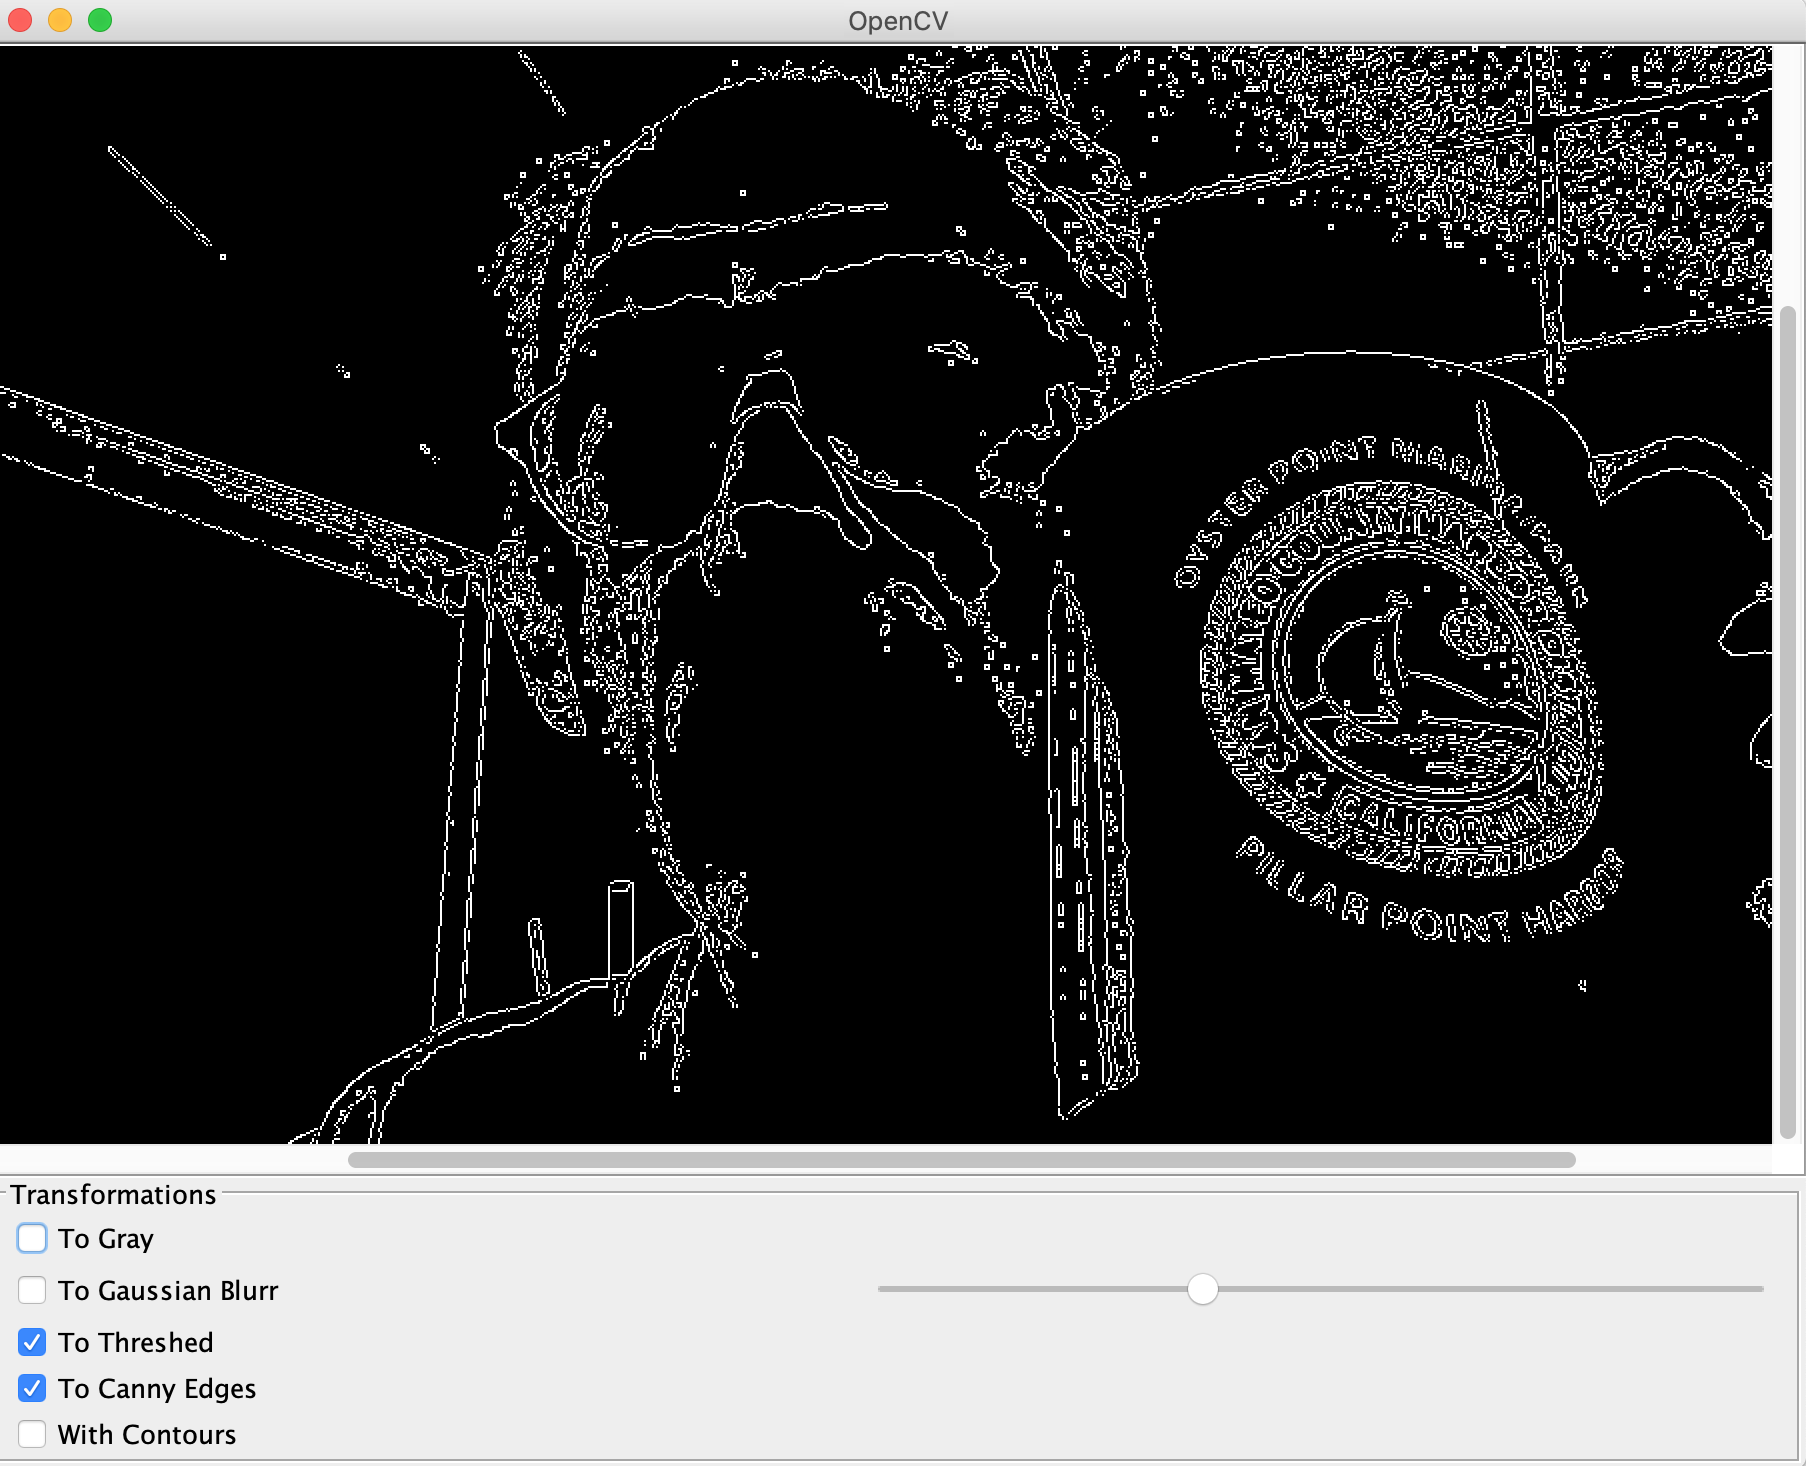 OpenCV
OYSTER POINT MARINA
CALIFORNIA
PILLAR POINT HARBOR
Transformations
To Gray
To Gaussian Blurr
To Threshed
To Canny Edges
With Contours